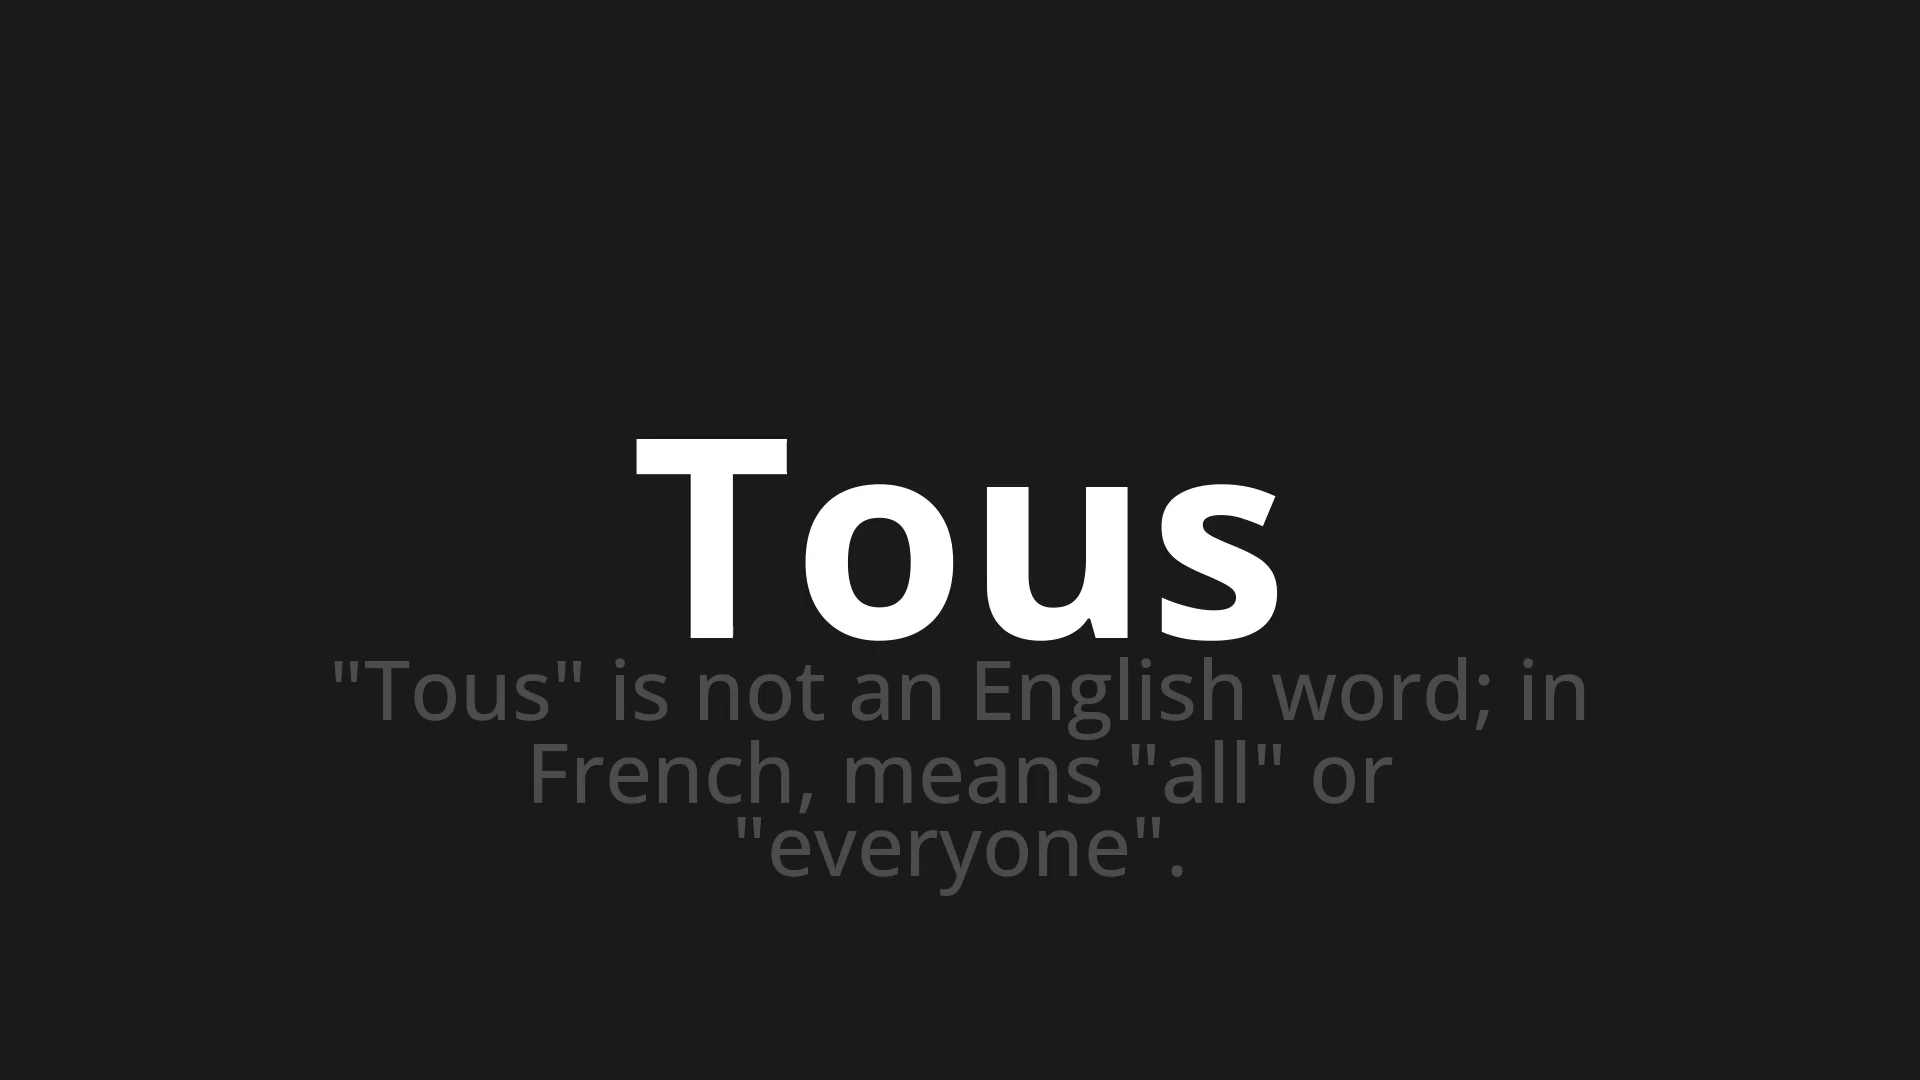 Tous
"Tous" is not an English word; in
French, means "all" or
"everyone".